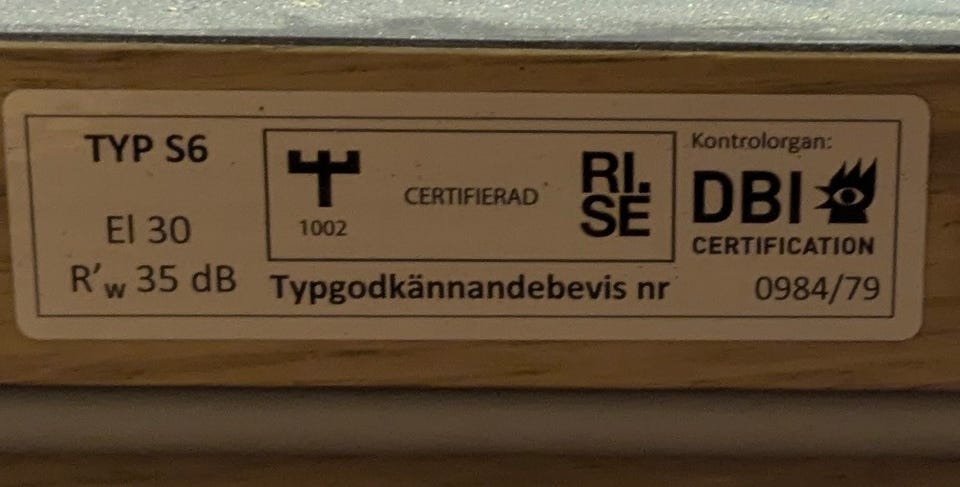 TYP S6
EI 30
R'w 35 dB
1002
CERTIFIERAD
RI.
SE
Typgodkännandebevis nr 0984/79
Kontrolorgan:
DBI
CERTIFICATION